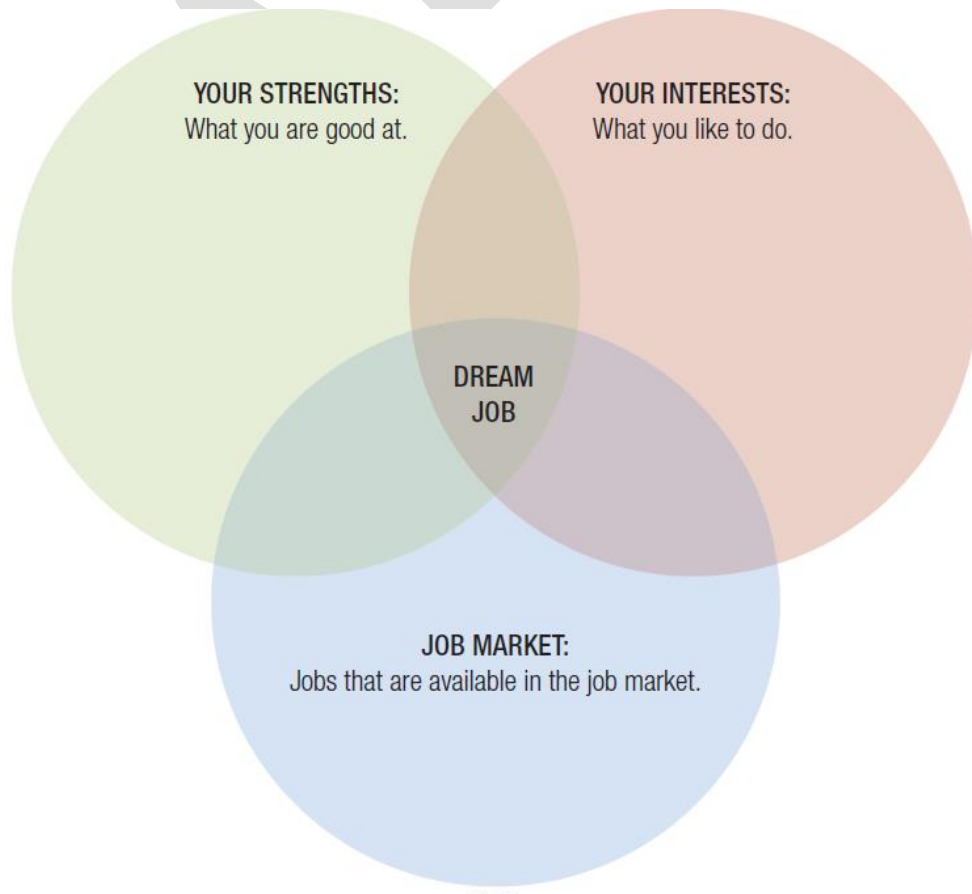 YOUR STRENGTHS:
What you are good at.
YOUR INTERESTS:
What you like to do.
DREAM
JOB
JOB MARKET:
Jobs that are available in the job market.